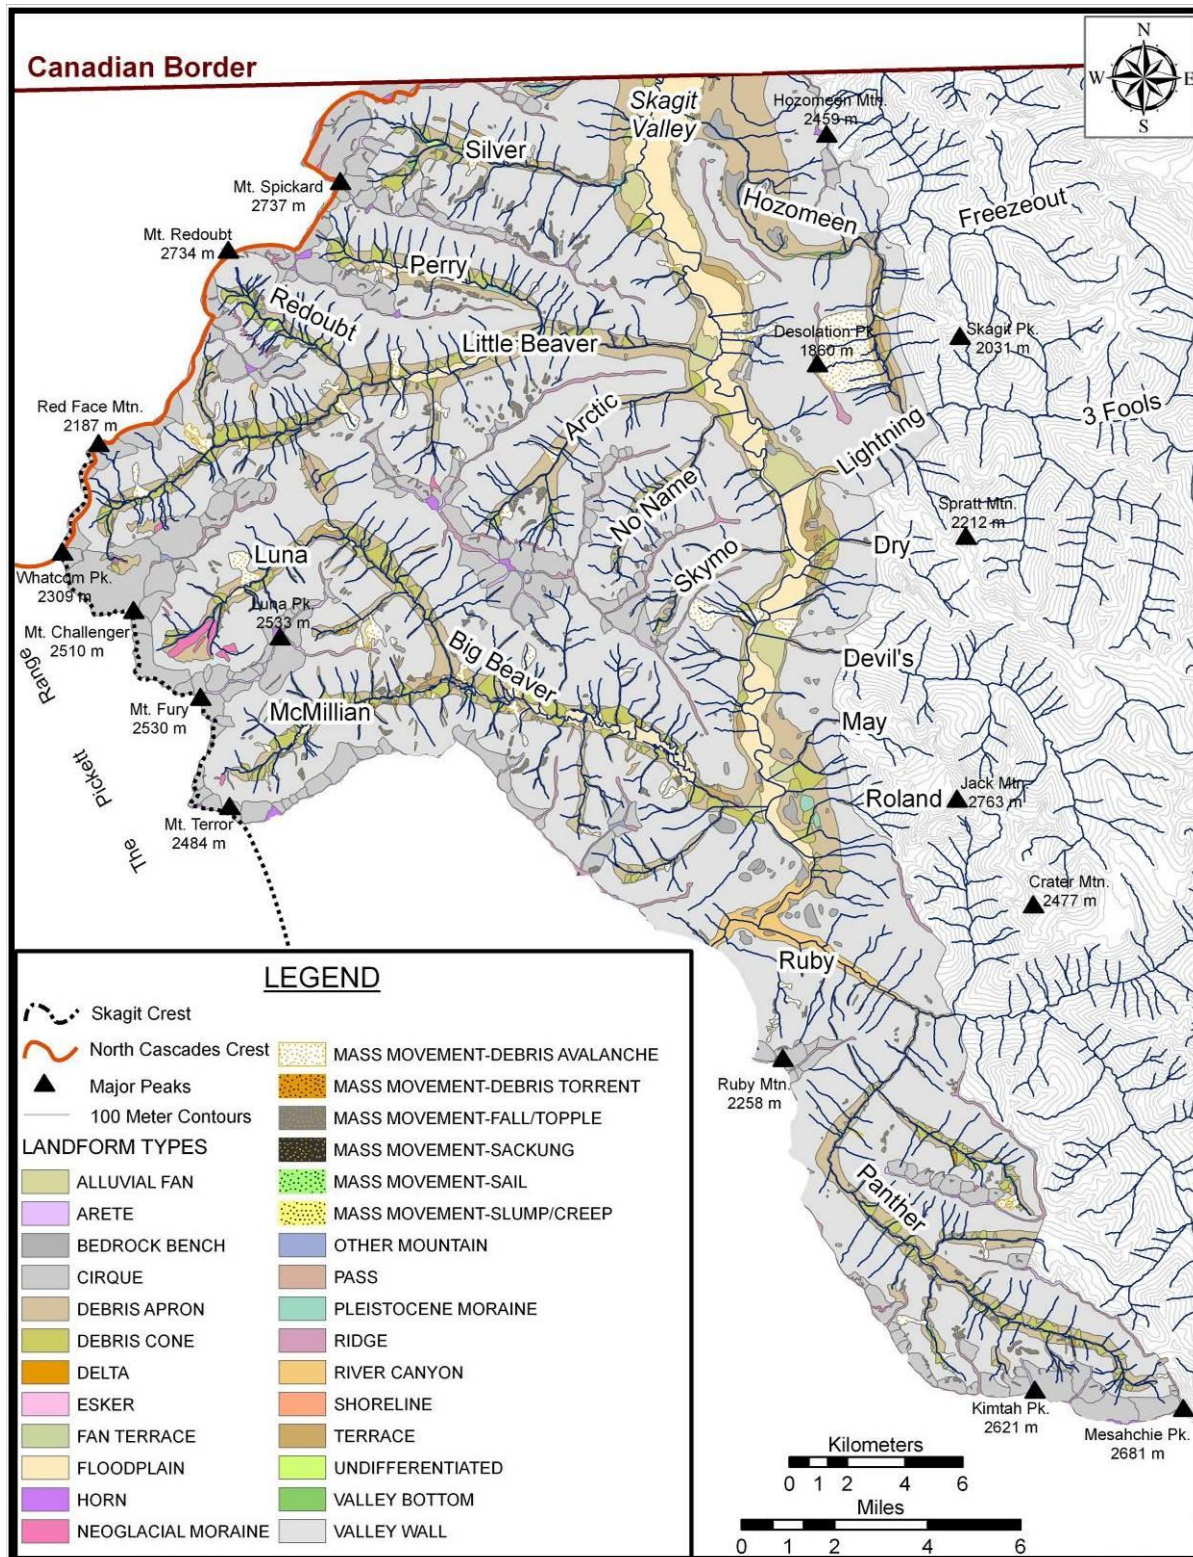 N
W E
S
Canadian Border
Skagit
Valley
Hozomeen Mtn.
2459 m
Silver
Mt. Spickard
2737 m
Hozomeen
Freezeout
Mt. Redoubt
2734 m
Perry
Redoubt
Little Beaver
Desolation Pk.
1860 m
Skagit Pk.
2031 m
Red Face Mtn.
2187 m
Arctic
3 Fools
Lightning
No Name
Spratt Mtn.
2212 m
Luna
Dry
Skymo
Whatcom Pk.
2309 m
Luna Pk.
2533 m
Mt. Challenger
2510 m
Big Beaver
Devil's
Mt. Fury
2530 m
McMillian
May
The Pickett Range
Jack Mtn.
2763 m
Roland
Mt. Terror
2484 m
Crater Mtn.
2477 m
Ruby
Ruby Mtn.
2258 m
Panther
Kimtah Pk.
2621 m
Mesahchie Pk.
2681 m
LEGEND
Skagit Crest
North Cascades Crest
Major Peaks
100 Meter Contours
LANDFORM TYPES
ALLUVIAL FAN
ARETE
BEDROCK BENCH
CIRQUE
DEBRIS APRON
DEBRIS CONE
DELTA
ESKER
FAN TERRACE
FLOODPLAIN
HORN
NEOGLACIAL MORAINE
MASS MOVEMENT-DEBRIS AVALANCHE
MASS MOVEMENT-DEBRIS TORRENT
MASS MOVEMENT-FALL/TOPPLE
MASS MOVEMENT-SACKUNG
MASS MOVEMENT-SAIL
MASS MOVEMENT-SLUMP/CREEP
OTHER MOUNTAIN
PASS
PLEISTOCENE MORAINE
RIDGE
RIVER CANYON
SHORELINE
TERRACE
UNDIFFERENTIATED
VALLEY BOTTOM
VALLEY WALL
Kilometers
0 1 2 4 6
Miles
0 1 2 4 6